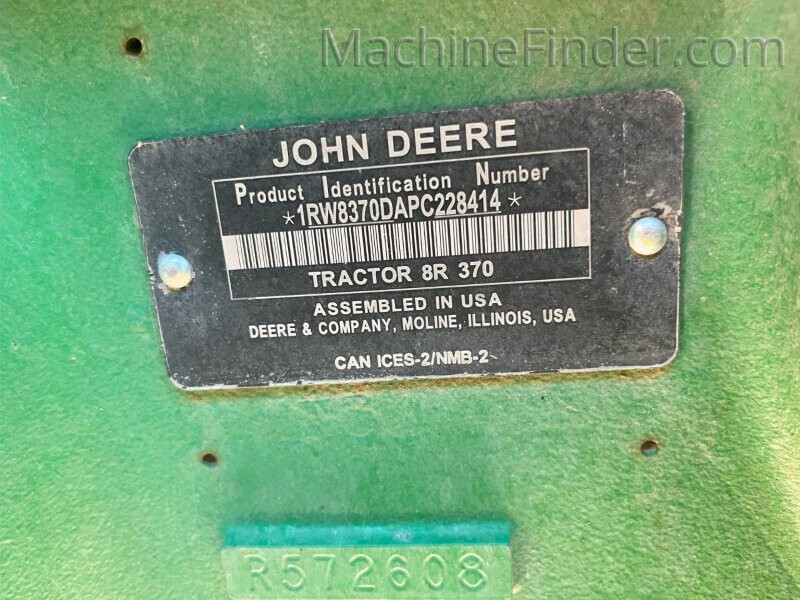 MachineFinder.com
JOHN DEERE
Product Identification Number
*1RW8370DAPC228414*
TRACTOR 8R 370
ASSEMBLED IN USA
DEERE & COMPANY, MOLINE, ILLINOIS, USA
CAN ICES-2/NMB-2
R572608